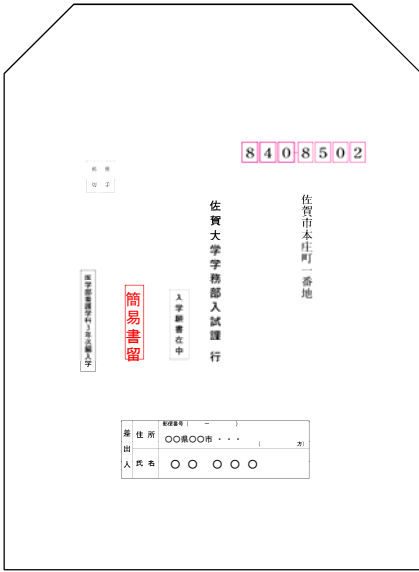 8408502
佐賀市本庄町一番地
佐賀大学学務部入試課 行
入学願書在中
簡易書留
医学部看護学科3年次編入学
差出人
住所
郵便番号( ー )
〇〇県〇〇市・・・
( 方)
氏名
〇〇 〇〇〇